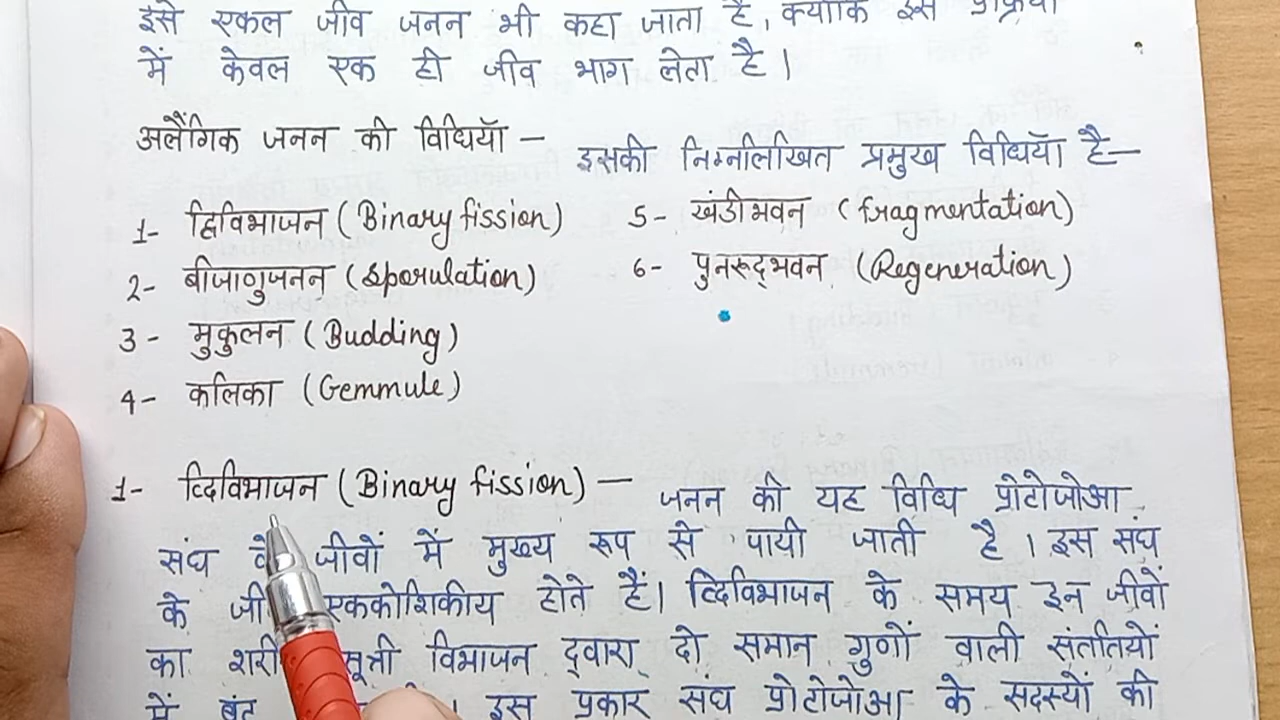 इसे एकल जीव जनन भी कहा जाता है, क्योंकि इस
में केवल एक ही जीव भाग लेता है।
अलैंगिक जनन की विधियॉ – इसकी निम्नलिखित प्रमुख विधियॉ है–
1- द्विविभाजन (Binary fission)
2- बीजाणुजनन (Sporulation)
3- मुकुलन (Budding)
4- कलिका (Gemmule)
5- खंडीभवन (fragmentation)
6- पुनरूद्भवन (Regeneration)
1- द्विविभाजन (Binary fission) – जनन की यह विधि प्रोटोजोआ
संघ के जीवों में मुख्य रूप से पायी जाती है। इस संघ
के एककोशिकीय होते हैं। द्विविभाजन के समय इन जीवों
का सूत्री विभाजन द्वारा दो समान गुणों वाली संततियों
में बंट इस प्रकार संघ प्रोटोजोआ के सदस्यों की